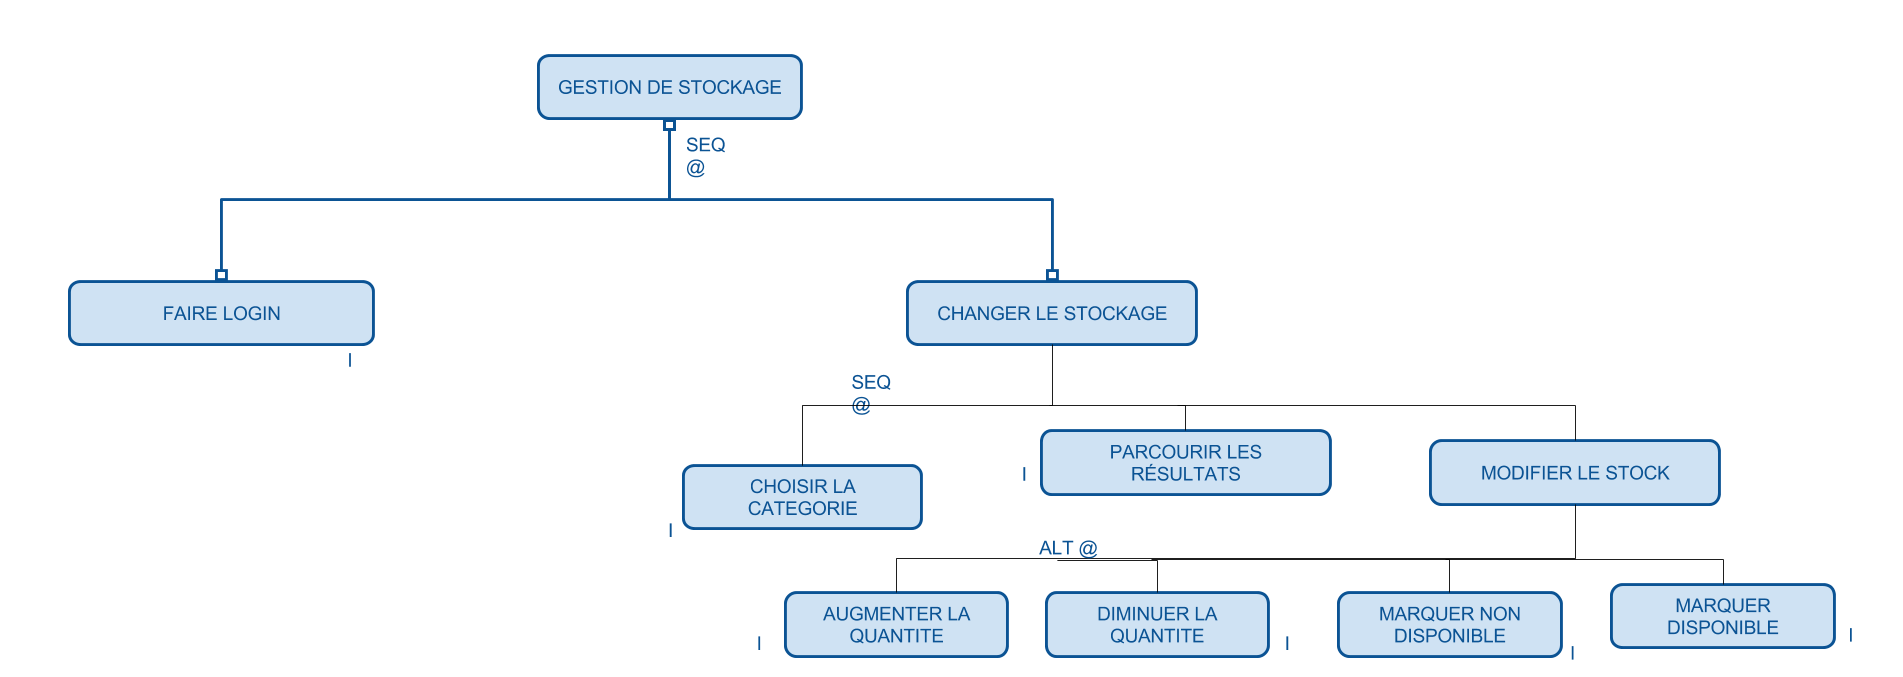 GESTION DE STOCKAGE
SEQ
@
FAIRE LOGIN
I
CHANGER LE STOCKAGE
SEQ
@
CHOISIR LA
CATEGORIE
I
PARCOURIR LES
RÉSULTATS
I
MODIFIER LE STOCK
ALT @
AUGMENTER LA
QUANTITE
I
DIMINUER LA
QUANTITE
I
MARQUER NON
DISPONIBLE
I
MARQUER
DISPONIBLE
I